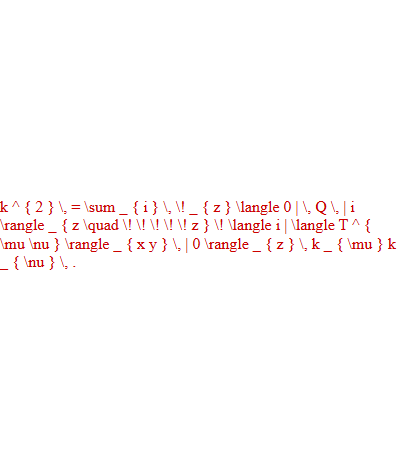 k ^ { 2 } \, = \sum _ { i } \, \! _ { z } \langle 0 | \, Q \, | i
\rangle _ { z \quad \! \! \! \! \! z } \! \langle i | \langle T ^ {
\mu \nu } \rangle _ { x y } \, | 0 \rangle _ { z } \, k _ { \mu } k
_ { \nu } \, .